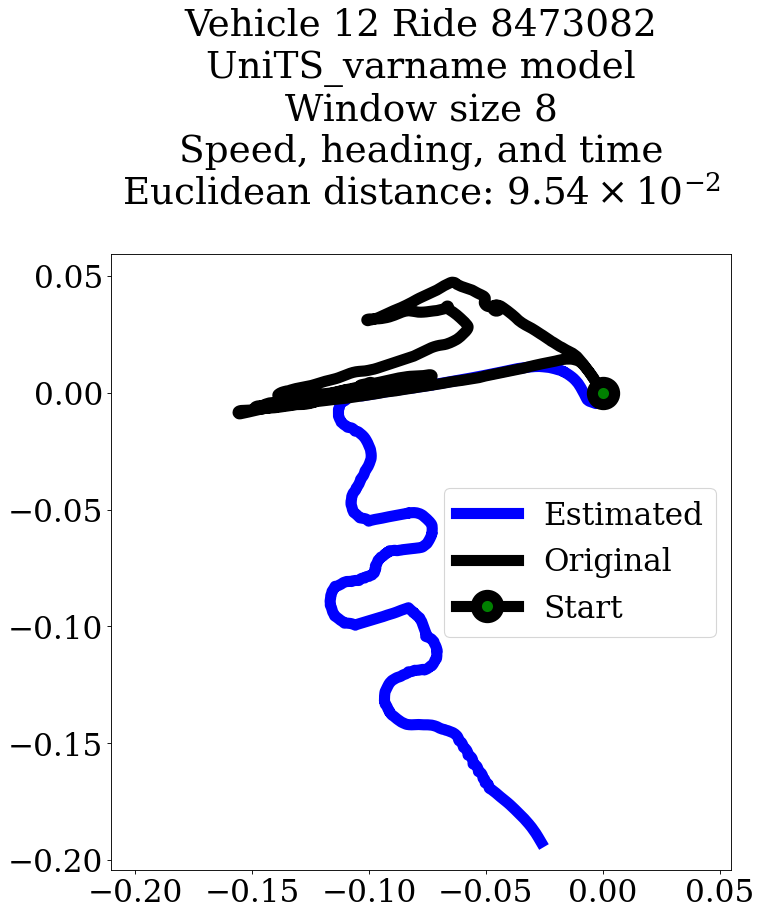 Vehicle 12 Ride 8473082
UniTS_varname model
Window size 8
Speed, heading, and time
Euclidean distance: 9.54 × 10⁻²
0.05
0.00
−0.05
−0.10
−0.15
−0.20
Estimated
Original
Start
−0.20 −0.15 −0.10 −0.05 0.00 0.05